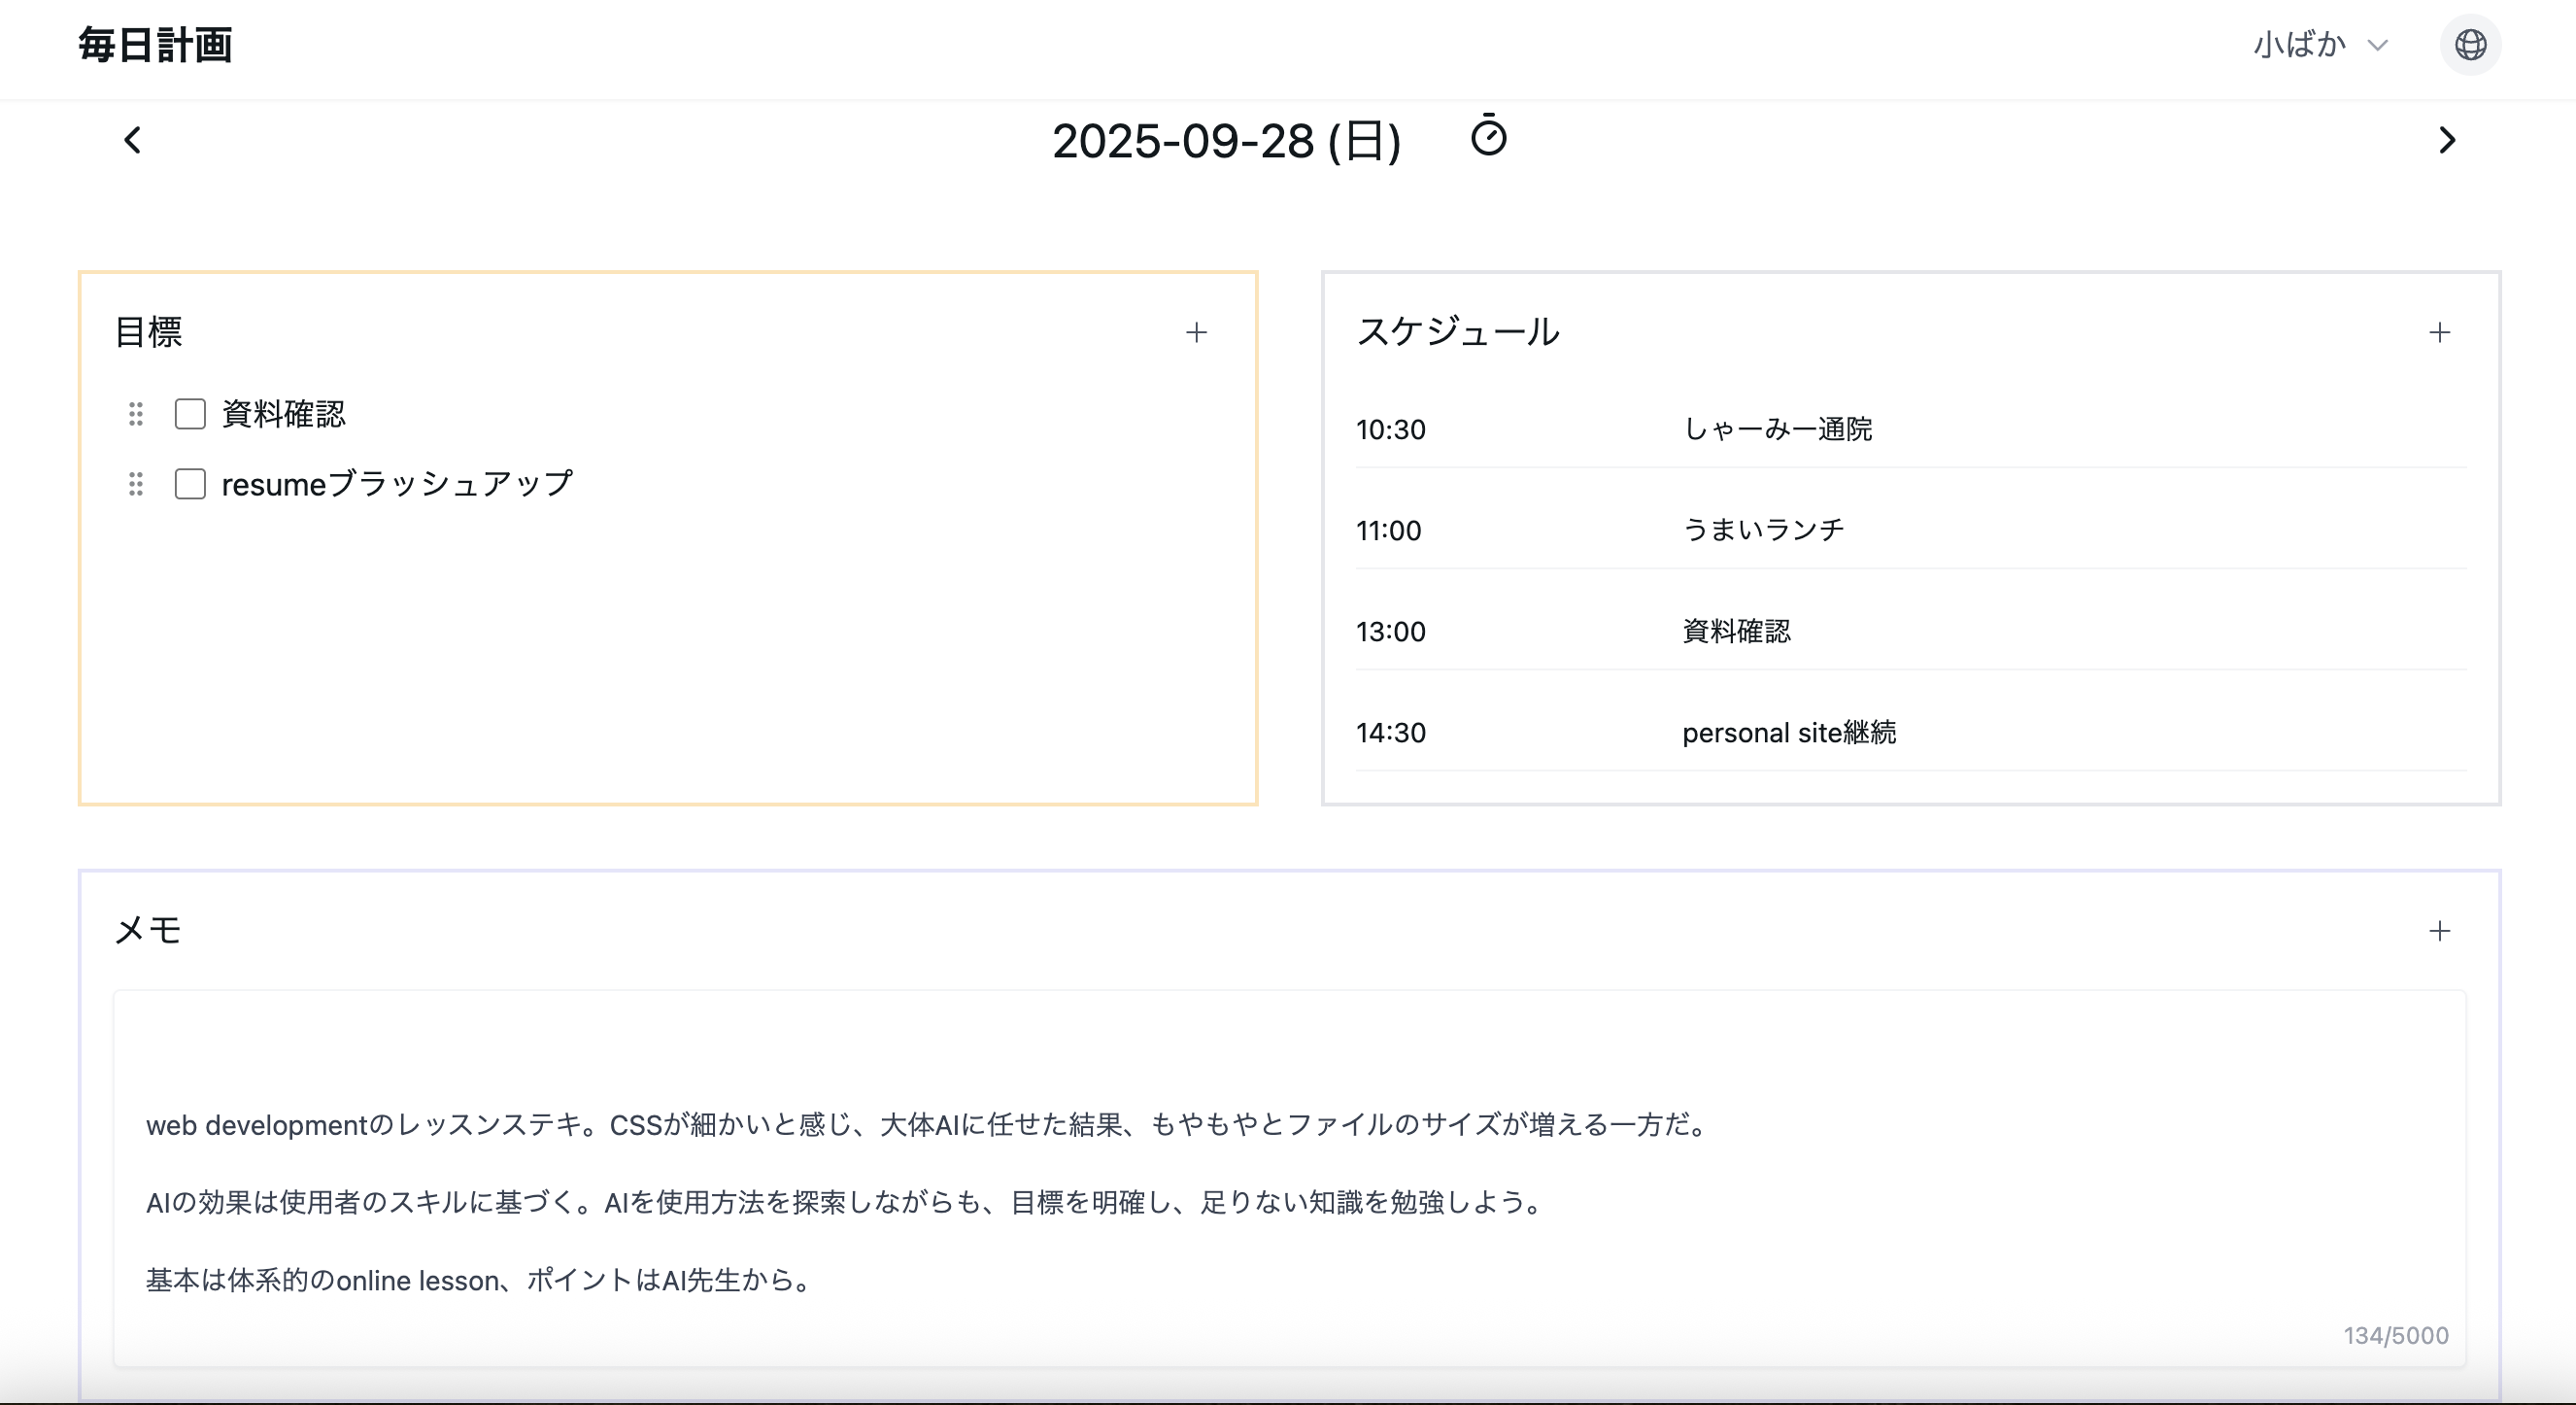 毎日計画
小ばか
2025-09-28 (日)
目標
資料確認
resumeブラッシュアップ
スケジュール
10:30 しゃーみー通院
11:00 うまいランチ
13:00 資料確認
14:30 personal site継続
メモ
web developmentのレッスンステキ。CSSが細かいと感じ、大体AIに任せた結果、もやもやとファイルのサイズが増える一方だ。
AIの効果は使用者のスキルに基づく。AIを使用方法を探索しながらも、目標を明確し、足りない知識を勉強しよう。
基本は体系的のonline lesson、ポイントはAI先生から。
134/5000